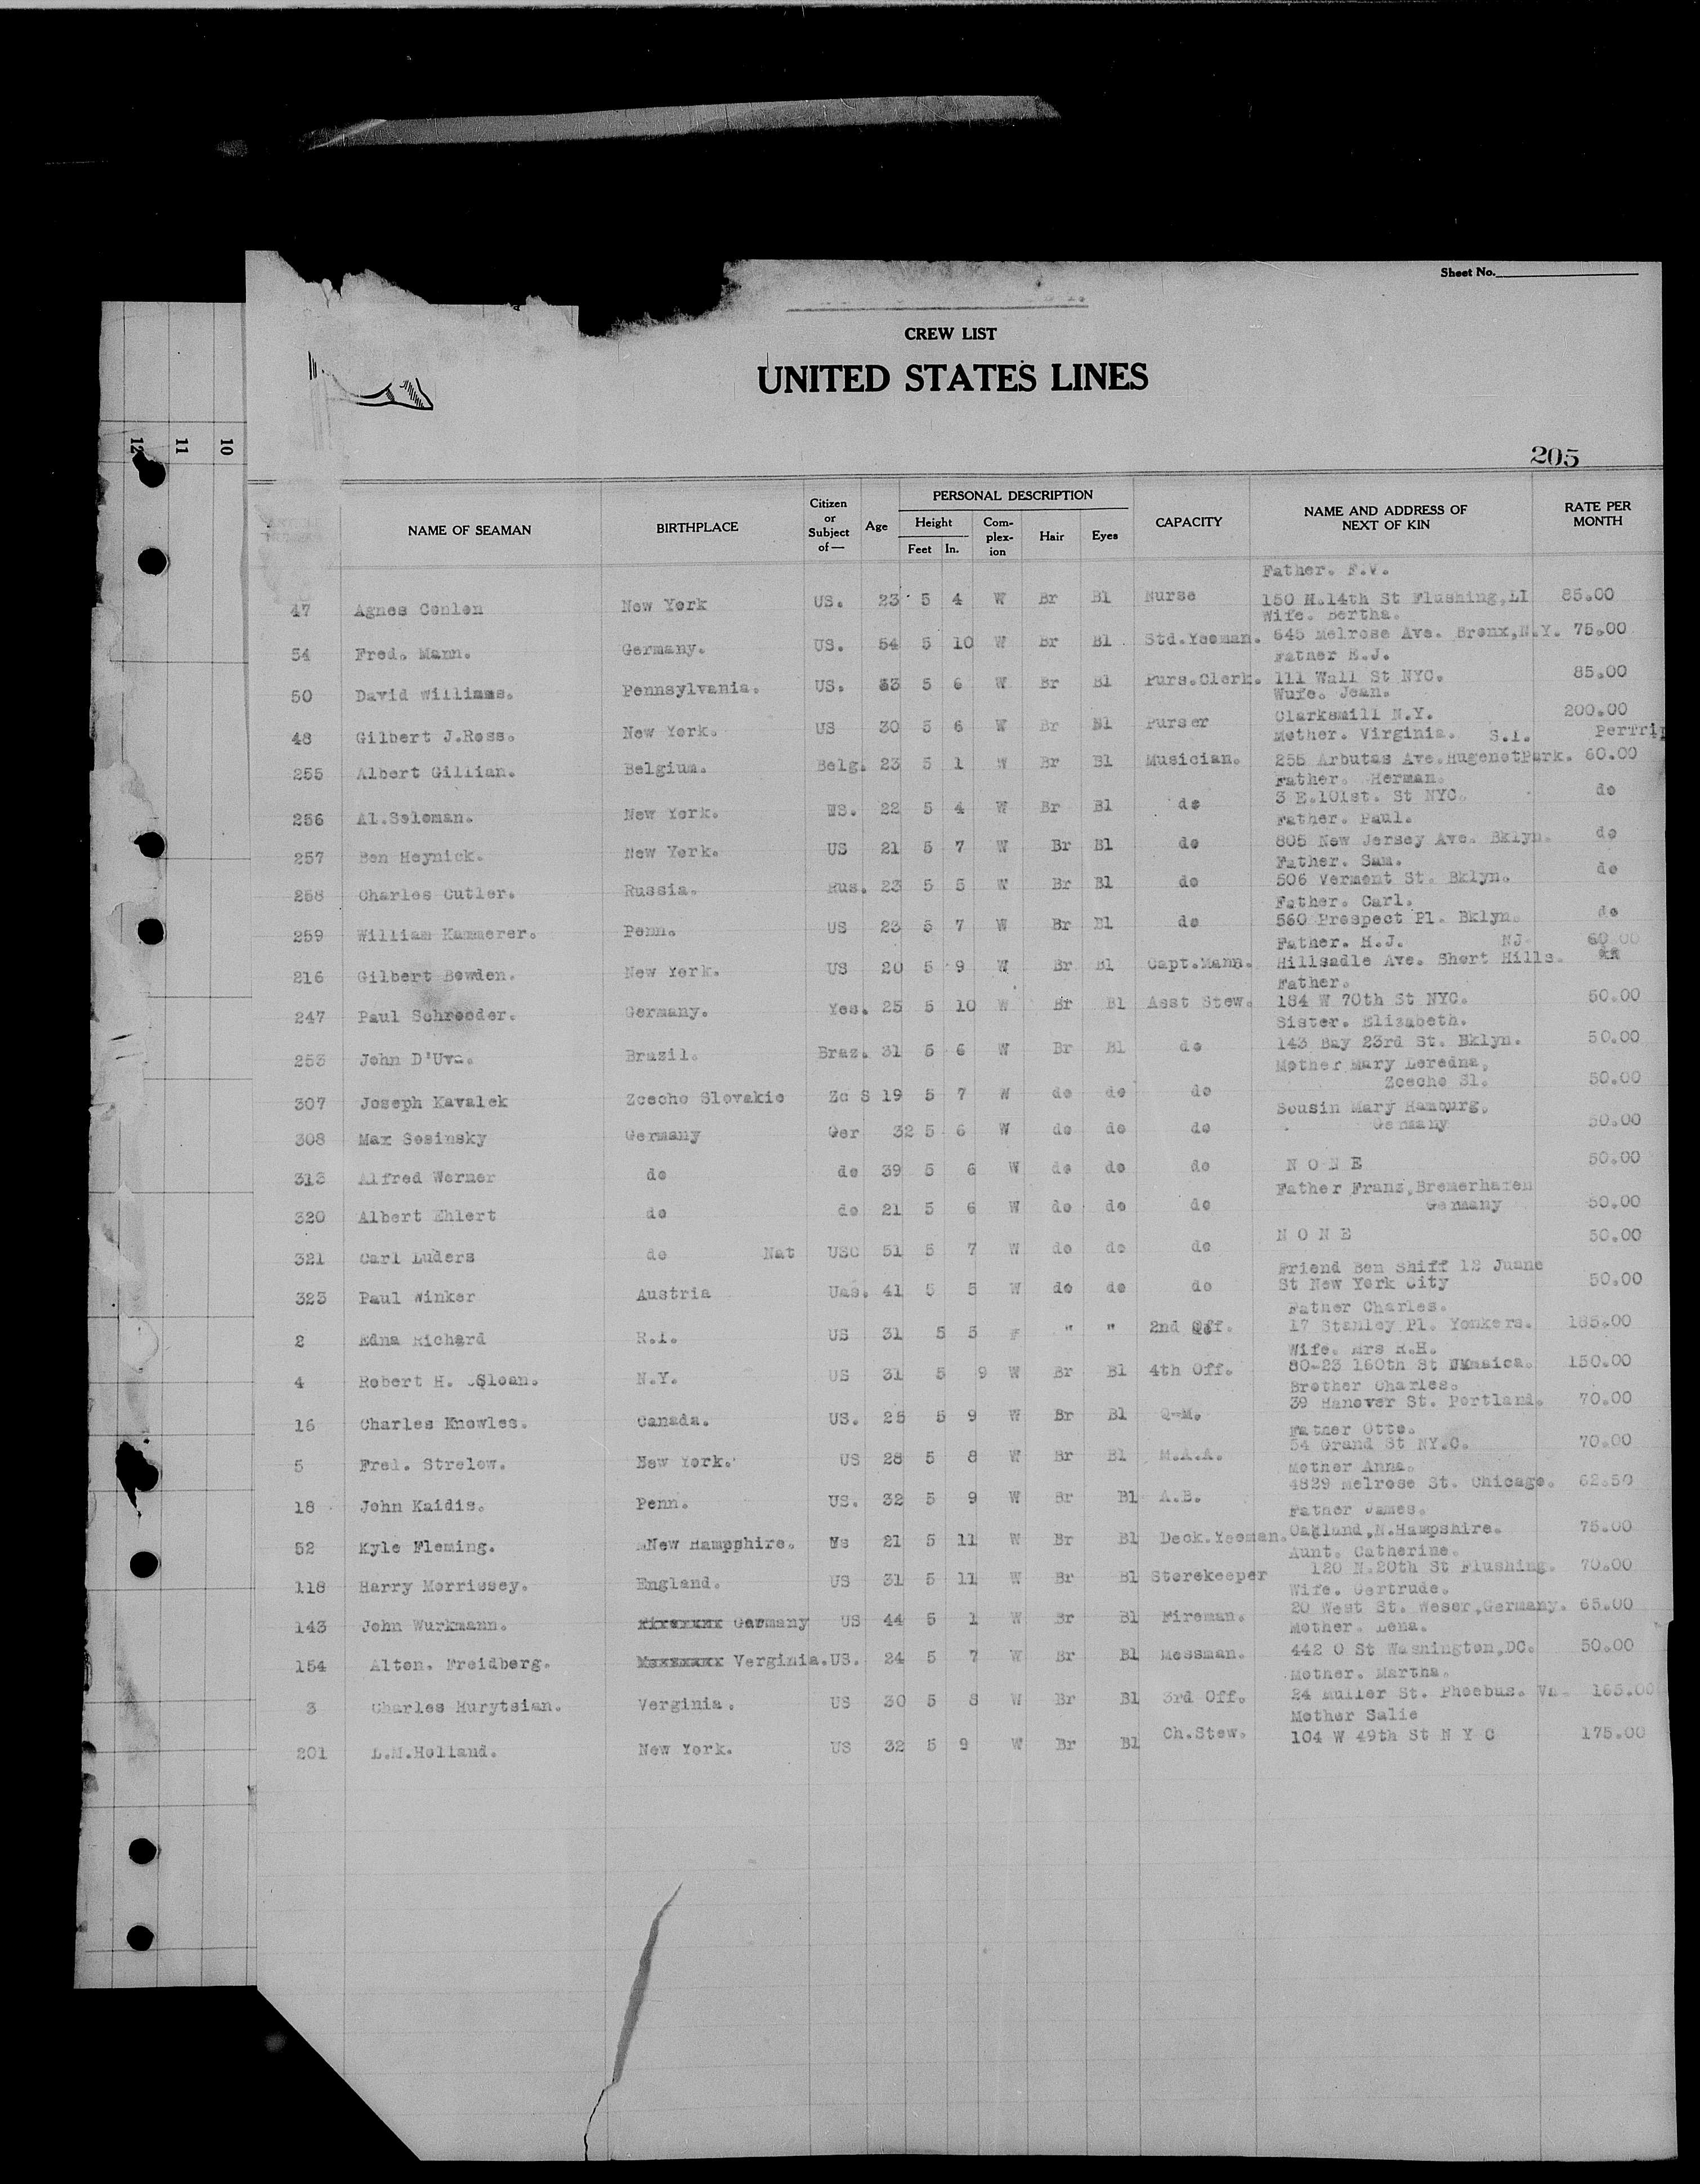 Sheet No.
CREW LIST
UNITED STATES LINES
205
12 11 10
NAME OF SEAMAN BIRTHPLACE Citizen or Subject of— Age PERSONAL DESCRIPTION Height Feet In. Com-plex-ion Hair Eyes CAPACITY NAME AND ADDRESS OF NEXT OF KIN RATE PER MONTH
Father. F.V.
47 Agnes Conlon New York US. 23 5 4 W Br Bl Nurse 150 H.14th St Flushing,LI 85.00
Wife. Bertha.
54 Fred. Mann. Germany. US. 54 5 10 W Br Bl Std.Yeoman. 645 Melrose Ave. Bronx,N.Y. 75.00
Father E.J.
50 David Williams. Pennsylvania. US. 33 5 6 W Br Bl Purs.Clerk. 111 Wall St NYC. 85.00
Wufe. Jean.
48 Gilbert J.Ross. New York. US 30 5 6 W Br Bl Purser Clarksmill N.Y. 200.00
Mother. Virginia. S.I. PerTrip
255 Albert Gillian. Belgium. Belg. 23 5 1 W Br Bl Musician. 255 Arbutas Ave.HugenotPark. 60.00
Father. Herman.
256 Al.Soloman. New York. US. 22 5 4 W Br Bl do 3 E.101st. St NYC. do
Father. Paul.
257 Ben Heynick. New York. US 21 5 7 W Br Bl do 805 New Jersey Ave. Bklyn. do
Father. Sam.
258 Charles Cutler. Russia. Rus. 23 5 5 W Br Bl do 506 Vermont St. Bklyn. do
Father. Carl.
259 William Kammerer. Penn. US 23 5 7 W Br Bl do 560 Prospect Pl. Bklyn. do
Father. H.J. NJ 60.00
216 Gilbert Bowden. New York. US 20 5 9 W Br Bl Capt.Mann. Hillsadle Ave. Short Hills.
Father.
247 Paul Schroeder. Germany. Yes. 25 5 10 W Br Bl Asst Stew. 184 W 70th St NYC. 50.00
Sister. Elizabeth.
253 John D'Uva. Brazil. Braz. 31 5 6 W Br Bl do 143 Bay 23rd St. Bklyn. 50.00
Mother Mary Loredna,
307 Joseph Kavalek Zcecho Slovakio Zc S 19 5 7 W do do do Zcecho Sl. 50.00
Sousin Mary Hamburg,
308 Max Sosinsky Germany Ger 32 5 6 W do do do Germany 50.00
313 Alfred Werner do do 39 5 6 W do do do N O N E 50.00
Father Franz,Bremerhafen
320 Albert Ehlert do do 21 5 6 W do do do Germany 50.00
321 Carl Luders do Nat USC 51 5 7 W do do do N O N E 50.00
Friend Ben Shiff 12 Juane
323 Paul Winker Austria Uas. 41 5 5 W do do do St New York City 50.00
Father Charles.
2 Edna Richard R.I. US 31 5 5 " " 2nd Off. 17 Stanley Pl. Yonkers. 185.00
Wife. Mrs R.H.
4 Robert H. Sloan. N.Y. US 31 5 9 W Br Bl 4th Off. 80-23 160th St Jamaica. 150.00
Brother Charles.
16 Charles Knowles. Canada. US. 25 5 9 W Br Bl Q-M. 39 Hanover St. Portland. 70.00
Father Otto.
5 Fred. Strelow. New York. US 28 5 8 W Br Bl M.A.A. 54 Grand St NY.C. 70.00
Mother Anna.
18 John Kaidis. Penn. US. 32 5 9 W Br Bl A.B. 4829 Melrose St. Chicago. 62.50
Father James.
52 Kyle Fleming. New Hampphire. Us 21 5 11 W Br Bl Deck.Yeoman. Oakland,N.Hampshire. 75.00
Aunt. Catherine.
118 Harry Morrissey. England. US 31 5 11 W Br Bl Storekeeper 120 N.20th St Flushing. 70.00
Wife. Gertrude.
143 John Wurkmann. Germany US 44 5 1 W Br Bl Fireman. 20 West St. Weser,Germany. 65.00
Mother. Lena.
154 Alton. Freidberg. Verginia. US. 24 5 7 W Br Bl Messman. 442 O St Washington,DC. 50.00
Mother. Martha.
3 Charles Hurytsian. Verginia. US 30 5 8 W Br Bl 3rd Off. 24 Muller St. Phoebus. Va 165.00
Mother Salie
201 L.M.Holland. New York. US 32 5 9 W Br Bl Ch.Stew. 104 W 49th St N Y C 175.00